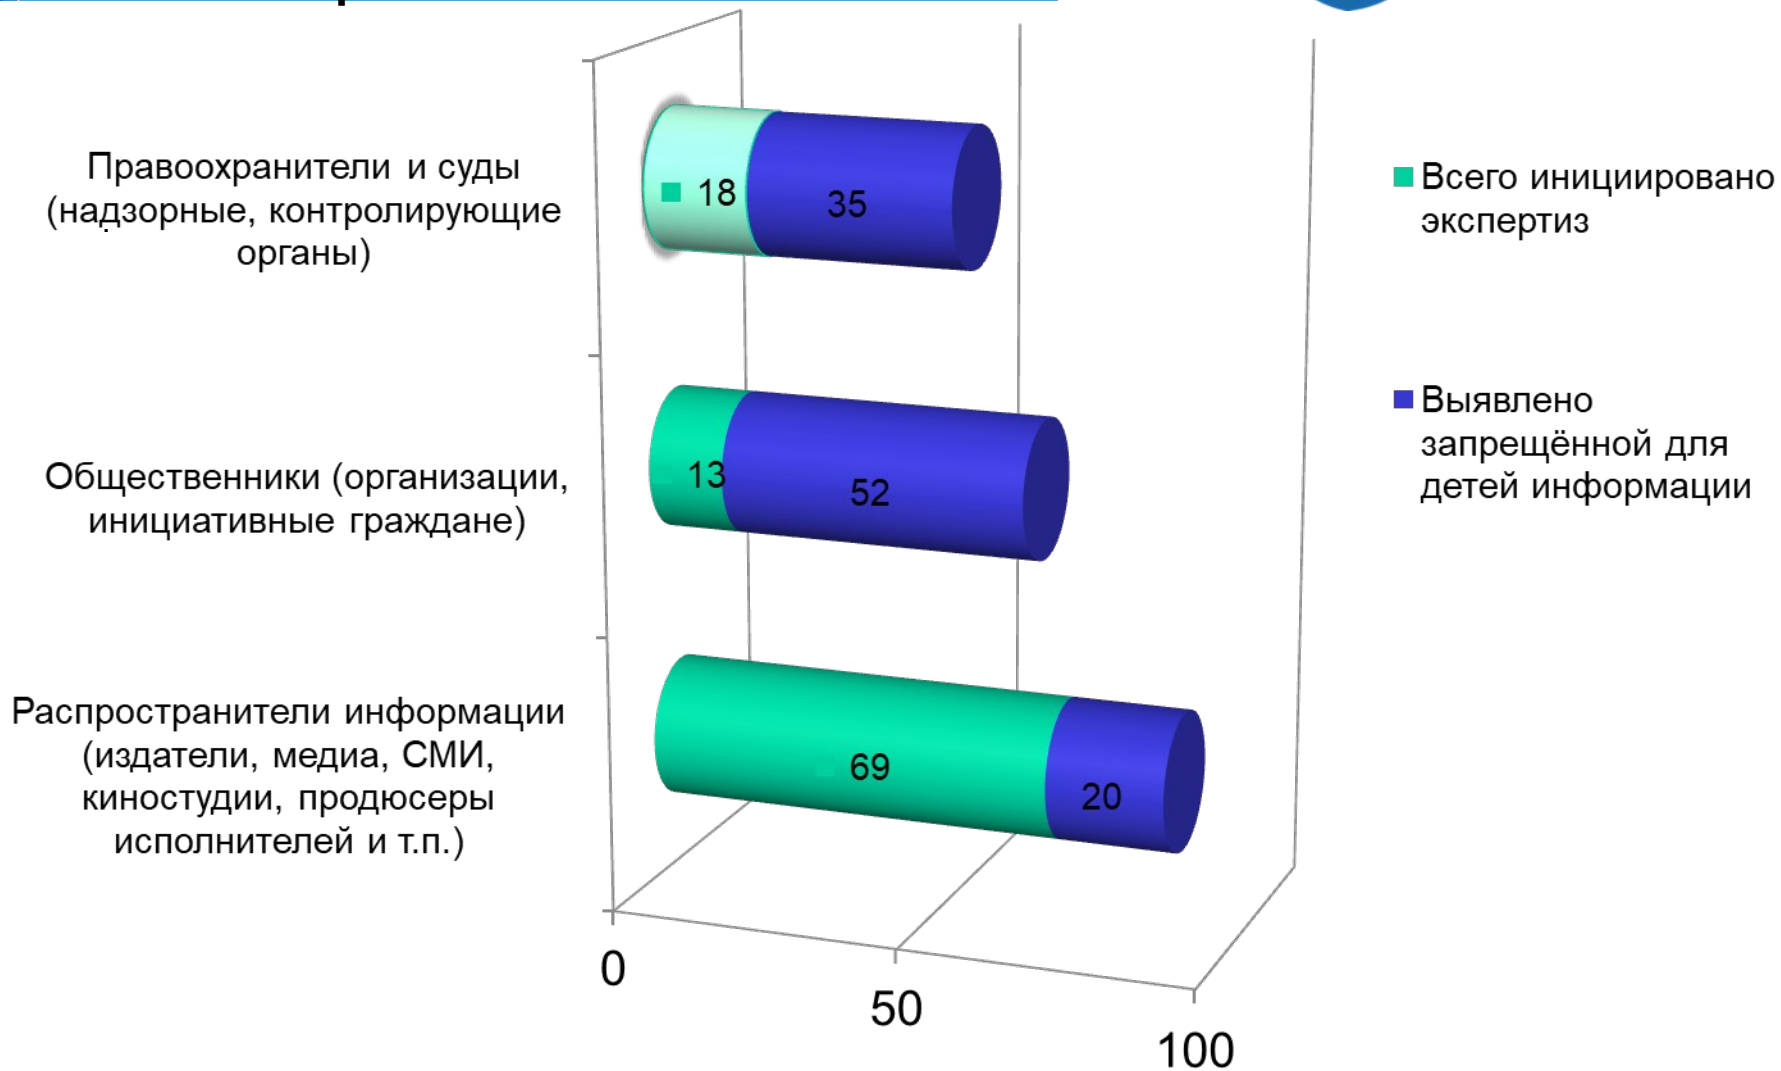 Правоохранители и суды
(надзорные, контролирующие
органы)
18
35
Общественники (организации,
инициативные граждане)
13
52
Распространители информации
(издатели, медиа, СМИ,
киностудии, продюсеры
исполнителей и т.п.)
69
20
0
50
100
Всего инициировано
экспертиз
Выявлено
запрещённой для
детей информации